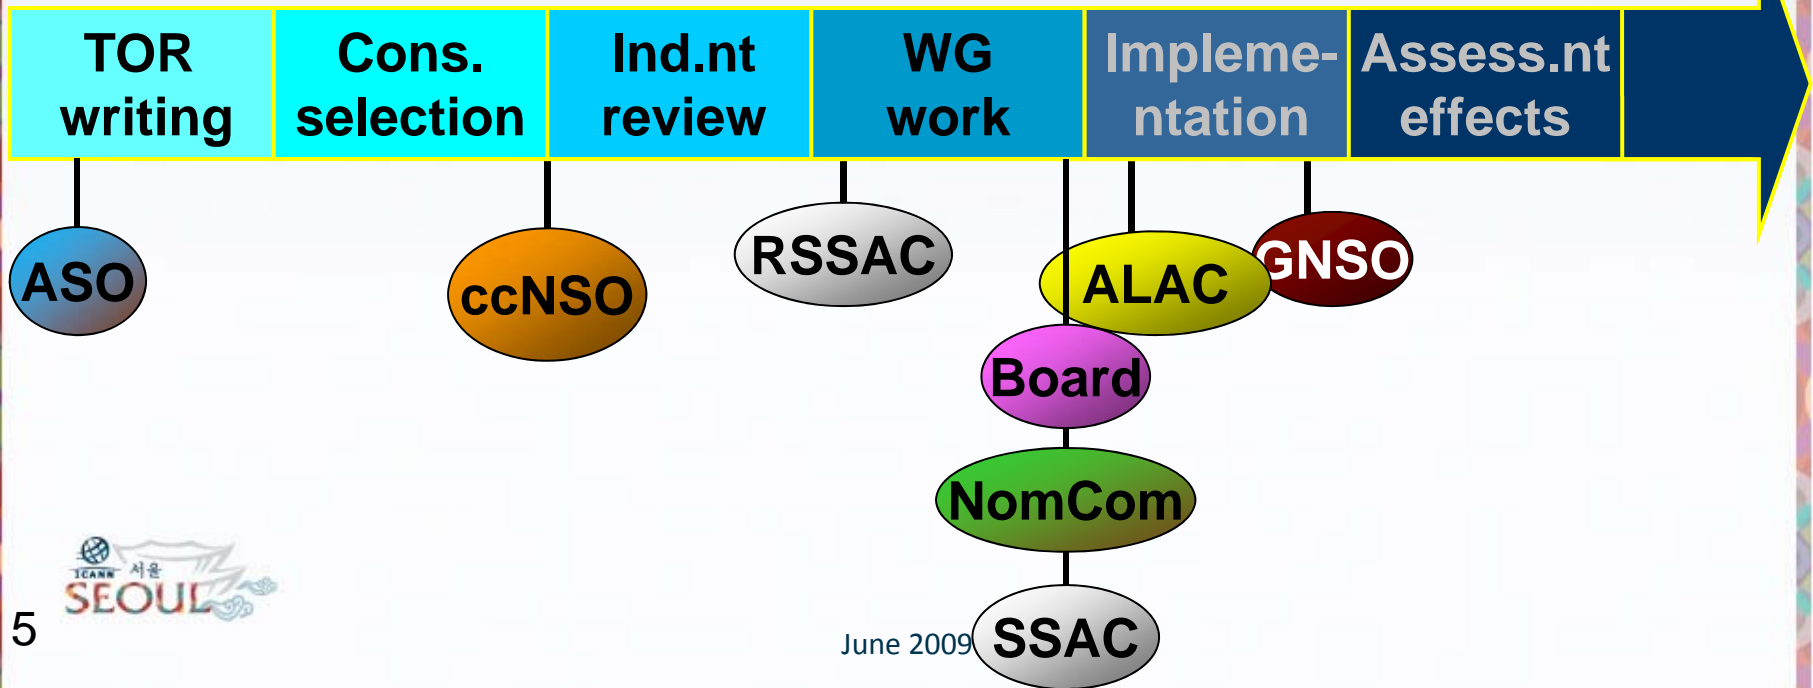 TOR
writing
Cons.
selection
Ind.nt
review
WG
work
Impleme-
ntation
Assess.nt
effects
ASO
ccNSO
RSSAC
ALAC
GNSO
Board
NomCom
SSAC
ICANN 서울
SEOUL
5
June 2009